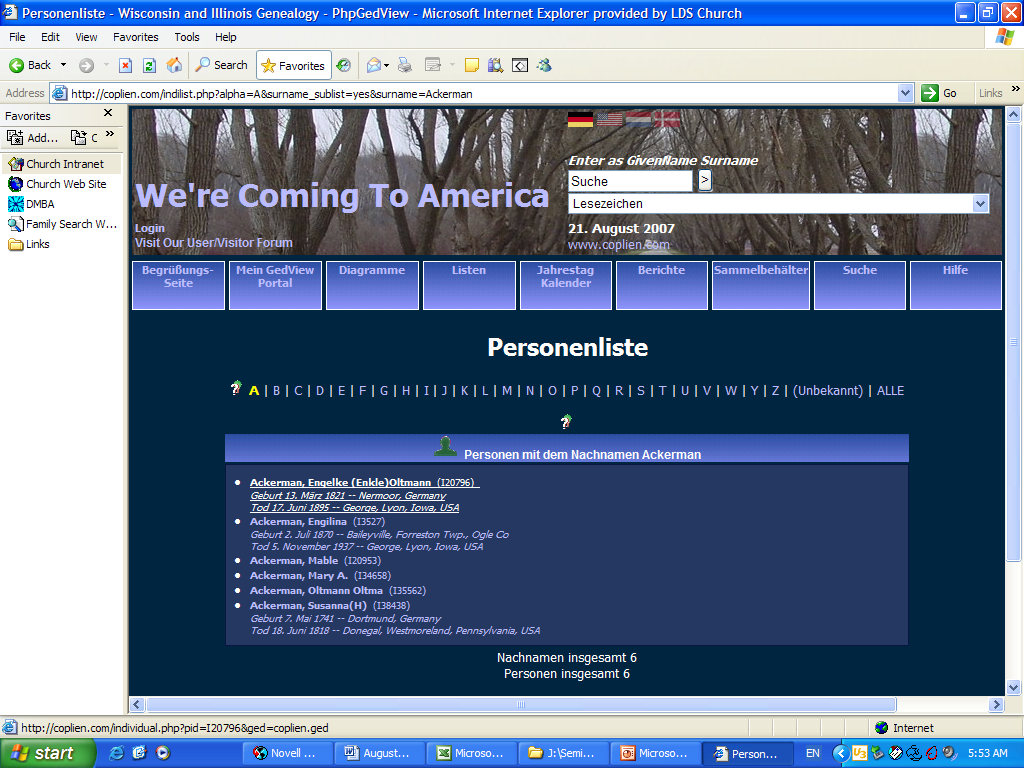 Personenliste - Wisconsin and Illinois Genealogy - PhpGedView - Microsoft Internet Explorer provided by LDS Church
File Edit View Favorites Tools Help
Back Search Favorites
Address http://coplien.com/indilist.php?alpha=A&surname_sublist=yes&surname=Ackerman Go Links »
Favorites
Add... C »
Church Intranet
Church Web Site
DMBA
Family Search W...
Links
Enter as GivenName Surname
Suche >
We're Coming To America
Lesezeichen
Login
21. August 2007
Visit Our User/Visitor Forum
www.coplien.com
Begrüßungs-Seite Mein GedView Portal Diagramme Listen Jahrestag Kalender Berichte Sammelbehälter Suche Hilfe
Personenliste
? A | B | C | D | E | F | G | H | I | J | K | L | M | N | O | P | Q | R | S | T | U | V | W | Y | Z | (Unbekannt) | ALLE
?
Personen mit dem Nachnamen Ackerman
Ackerman, Engelke (Enkle)Oltmann (I20796)
Geburt 13. März 1821 -- Nermoor, Germany
Tod 17. Juni 1895 -- George, Lyon, Iowa, USA
Ackerman, Engilina (I3527)
Geburt 2. Juli 1870 -- Baileyville, Forreston Twp., Ogle Co
Tod 5. November 1937 -- George, Lyon, Iowa, USA
Ackerman, Mable (I20953)
Ackerman, Mary A. (I34658)
Ackerman, Oltmann Oltma (I35562)
Ackerman, Susanna(H) (I38438)
Geburt 7. Mai 1741 -- Dortmund, Germany
Tod 18. Juni 1818 -- Donegal, Westmoreland, Pennsylvania, USA
Nachnamen insgesamt 6
Personen insgesamt 6
http://coplien.com/individual.php?pid=I20796&ged=coplien.ged Internet
start Novell ... August... Microso... J:\Semi... Microso... Person... EN U3 5:53 AM